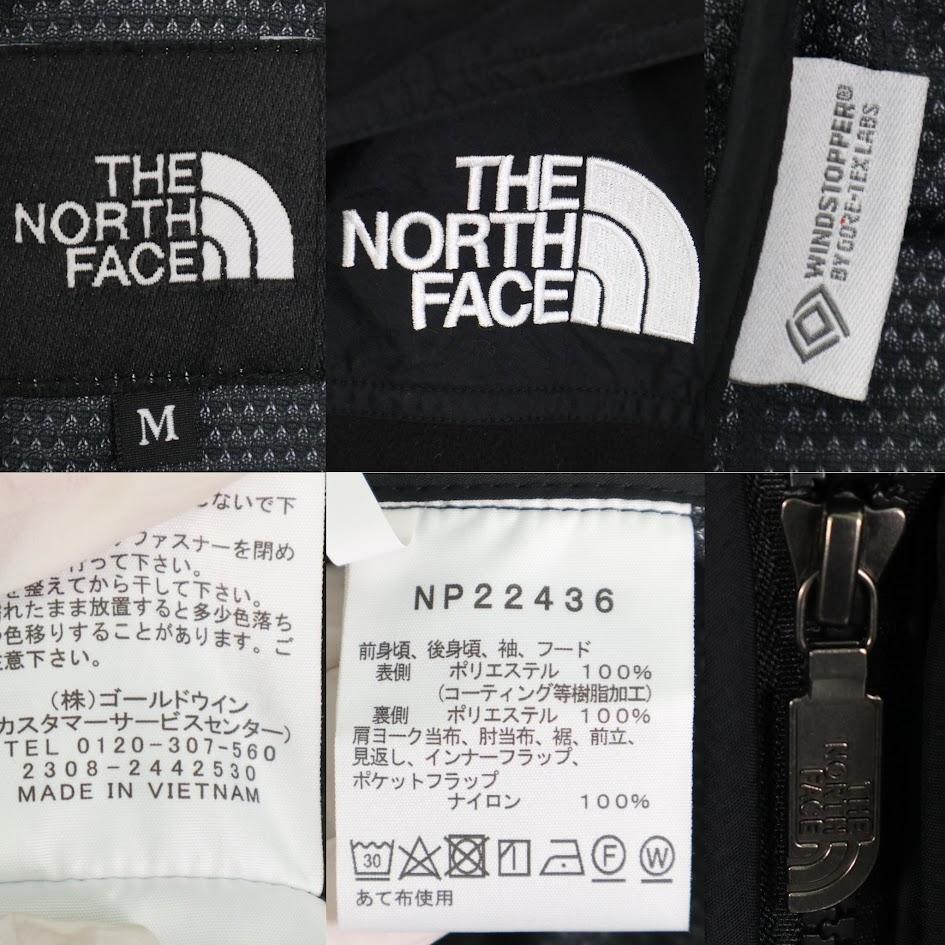 THE
NORTH
FACE
M
THE
NORTH
FACE
WINDSTOPPER®
BY GORE-TEX LABS
ないで下
ファスナーを閉め
行って下さい。
を整えてから干して下さい。
れたまま放置すると多少色落ち
色移りすることがあります。ご
注意下さい。
(株)ゴールドウイン
カスタマーサービスセンター)
TEL 0120-307-560
2308-2442530
MADE IN VIETNAM
NP22436
前身頃、後身頃、袖、フード
表側 ポリエステル 100%
(コーティング等樹脂加工)
裏側 ポリエステル 100%
肩ヨーク当布、肘当布、裾、前立、
見返し、インナーフラップ、
ポケットフラップ
ナイロン 100%
30 F W
あて布使用
THE
NORTH
FACE